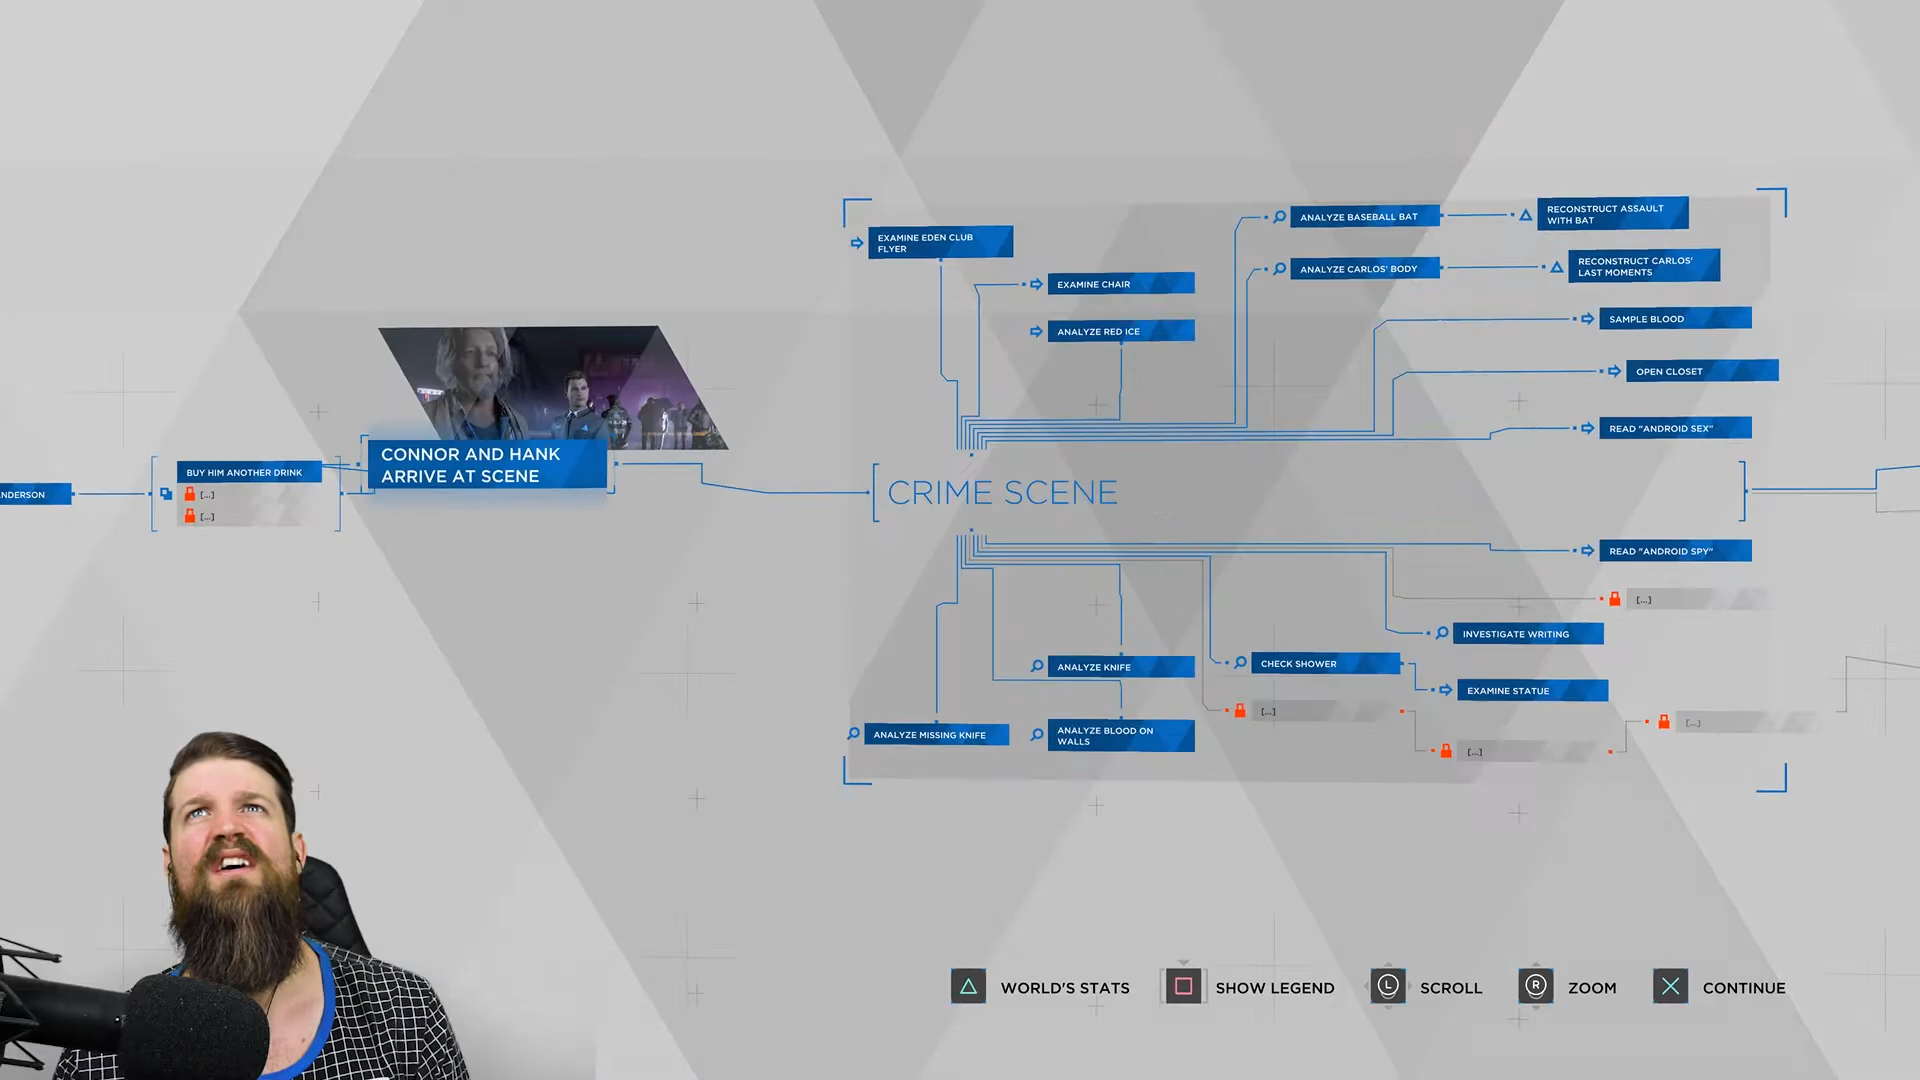 EXAMINE EDEN CLUB
FLYER
EXAMINE CHAIR
ANALYZE RED ICE
ANALYZE BASEBALL BAT
RECONSTRUCT ASSAULT
WITH BAT
ANALYZE CARLOS' BODY
RECONSTRUCT CARLOS'
LAST MOMENTS
SAMPLE BLOOD
OPEN CLOSET
READ "ANDROID SEX"
NDERSON
BUY HIM ANOTHER DRINK
[...]
[...]
CONNOR AND HANK
ARRIVE AT SCENE
CRIME SCENE
READ "ANDROID SPY"
[...]
INVESTIGATE WRITING
ANALYZE KNIFE
CHECK SHOWER
EXAMINE STATUE
[...]
[...]
[...]
ANALYZE MISSING KNIFE
ANALYZE BLOOD ON
WALLS
WORLD'S STATS
SHOW LEGEND
L SCROLL
R ZOOM
CONTINUE